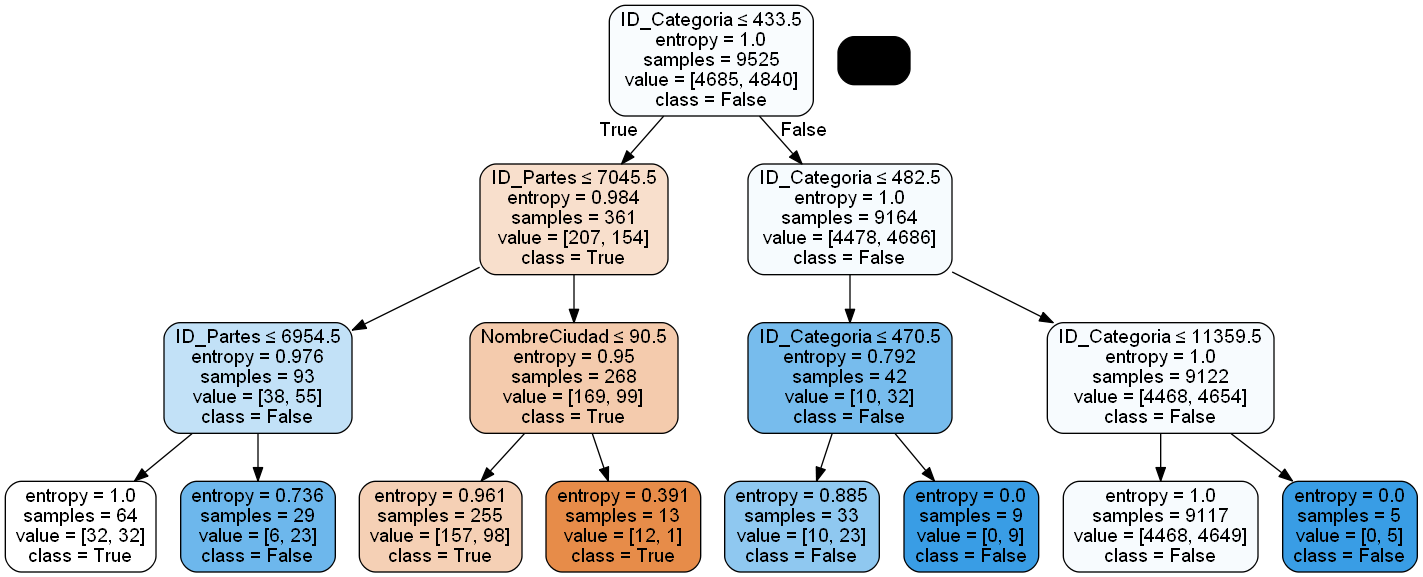 ID_Categoria ≤ 433.5
entropy = 1.0
samples = 9525
value = [4685, 4840]
class = False
True
False
ID_Partes ≤ 7045.5
entropy = 0.984
samples = 361
value = [207, 154]
class = True
ID_Categoria ≤ 482.5
entropy = 1.0
samples = 9164
value = [4478, 4686]
class = False
ID_Partes ≤ 6954.5
entropy = 0.976
samples = 93
value = [38, 55]
class = False
NombreCiudad ≤ 90.5
entropy = 0.95
samples = 268
value = [169, 99]
class = True
ID_Categoria ≤ 470.5
entropy = 0.792
samples = 42
value = [10, 32]
class = False
ID_Categoria ≤ 11359.5
entropy = 1.0
samples = 9122
value = [4468, 4654]
class = False
entropy = 1.0
samples = 64
value = [32, 32]
class = True
entropy = 0.736
samples = 29
value = [6, 23]
class = False
entropy = 0.961
samples = 255
value = [157, 98]
class = True
entropy = 0.391
samples = 13
value = [12, 1]
class = True
entropy = 0.885
samples = 33
value = [10, 23]
class = False
entropy = 0.0
samples = 9
value = [0, 9]
class = False
entropy = 1.0
samples = 9117
value = [4468, 4649]
class = False
entropy = 0.0
samples = 5
value = [0, 5]
class = False